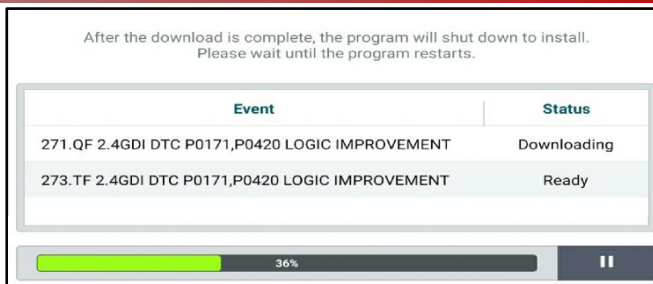 After the download is complete, the program will shut down to install.
Please wait until the program restarts.
Event Status
271.QF 2.4GDI DTC P0171,P0420 LOGIC IMPROVEMENT Downloading
273.TF 2.4GDI DTC P0171,P0420 LOGIC IMPROVEMENT Ready
36%